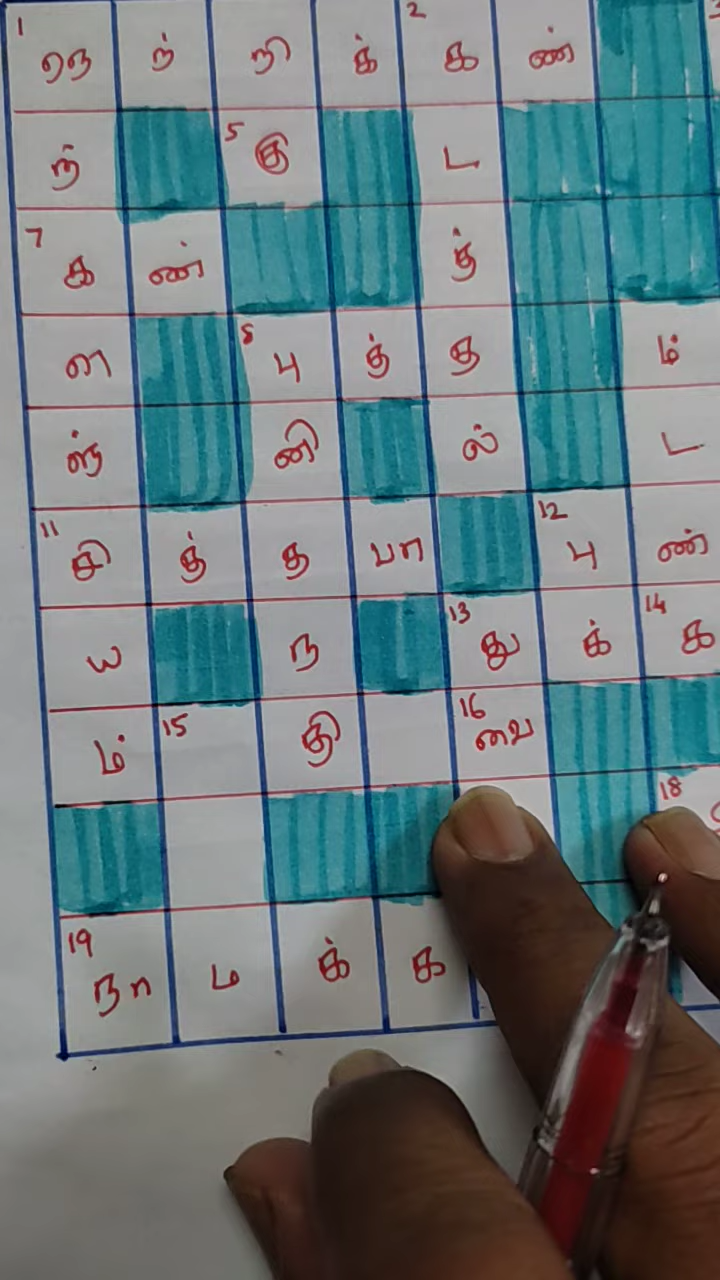 1 நெ ற் றி க் 2 க ண்
ற் 5 கு ட
7 க ண் த்
ள 8 பு த் த ம்
ஞ் னி ல் ட
11 சி த் த பா 12 பு ண்
ய ந 13 து க் 14 க
ம் 15 தி 16 வை
18
19 நா ம க் க